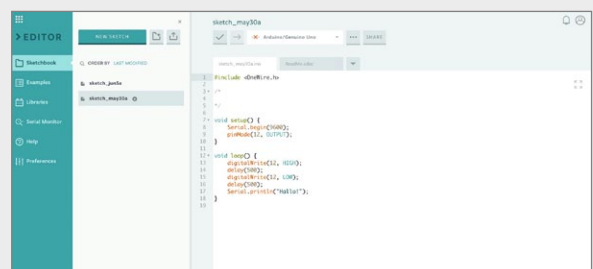 > EDITOR
Sketchbook
Examples
Libraries
Serial Monitor
Help
Preferences
NEW SKETCH
ORDER BY LAST MODIFIED
sketch_jun5a
sketch_may30a
sketch_may30a
Arduino/Genuino Uno
SHARE
sketch_may30a.ino
ReadMe.adoc
1 #include <OneWire.h>
2
3 /*
4
5 */
6
7 void setup() {
8 Serial.begin(9600);
9 pinMode(12, OUTPUT);
10 }
11
12 void loop() {
13 digitalWrite(12, HIGH);
14 delay(500);
15 digitalWrite(12, LOW);
16 delay(500);
17 Serial.println("Hallo!");
18 }
19